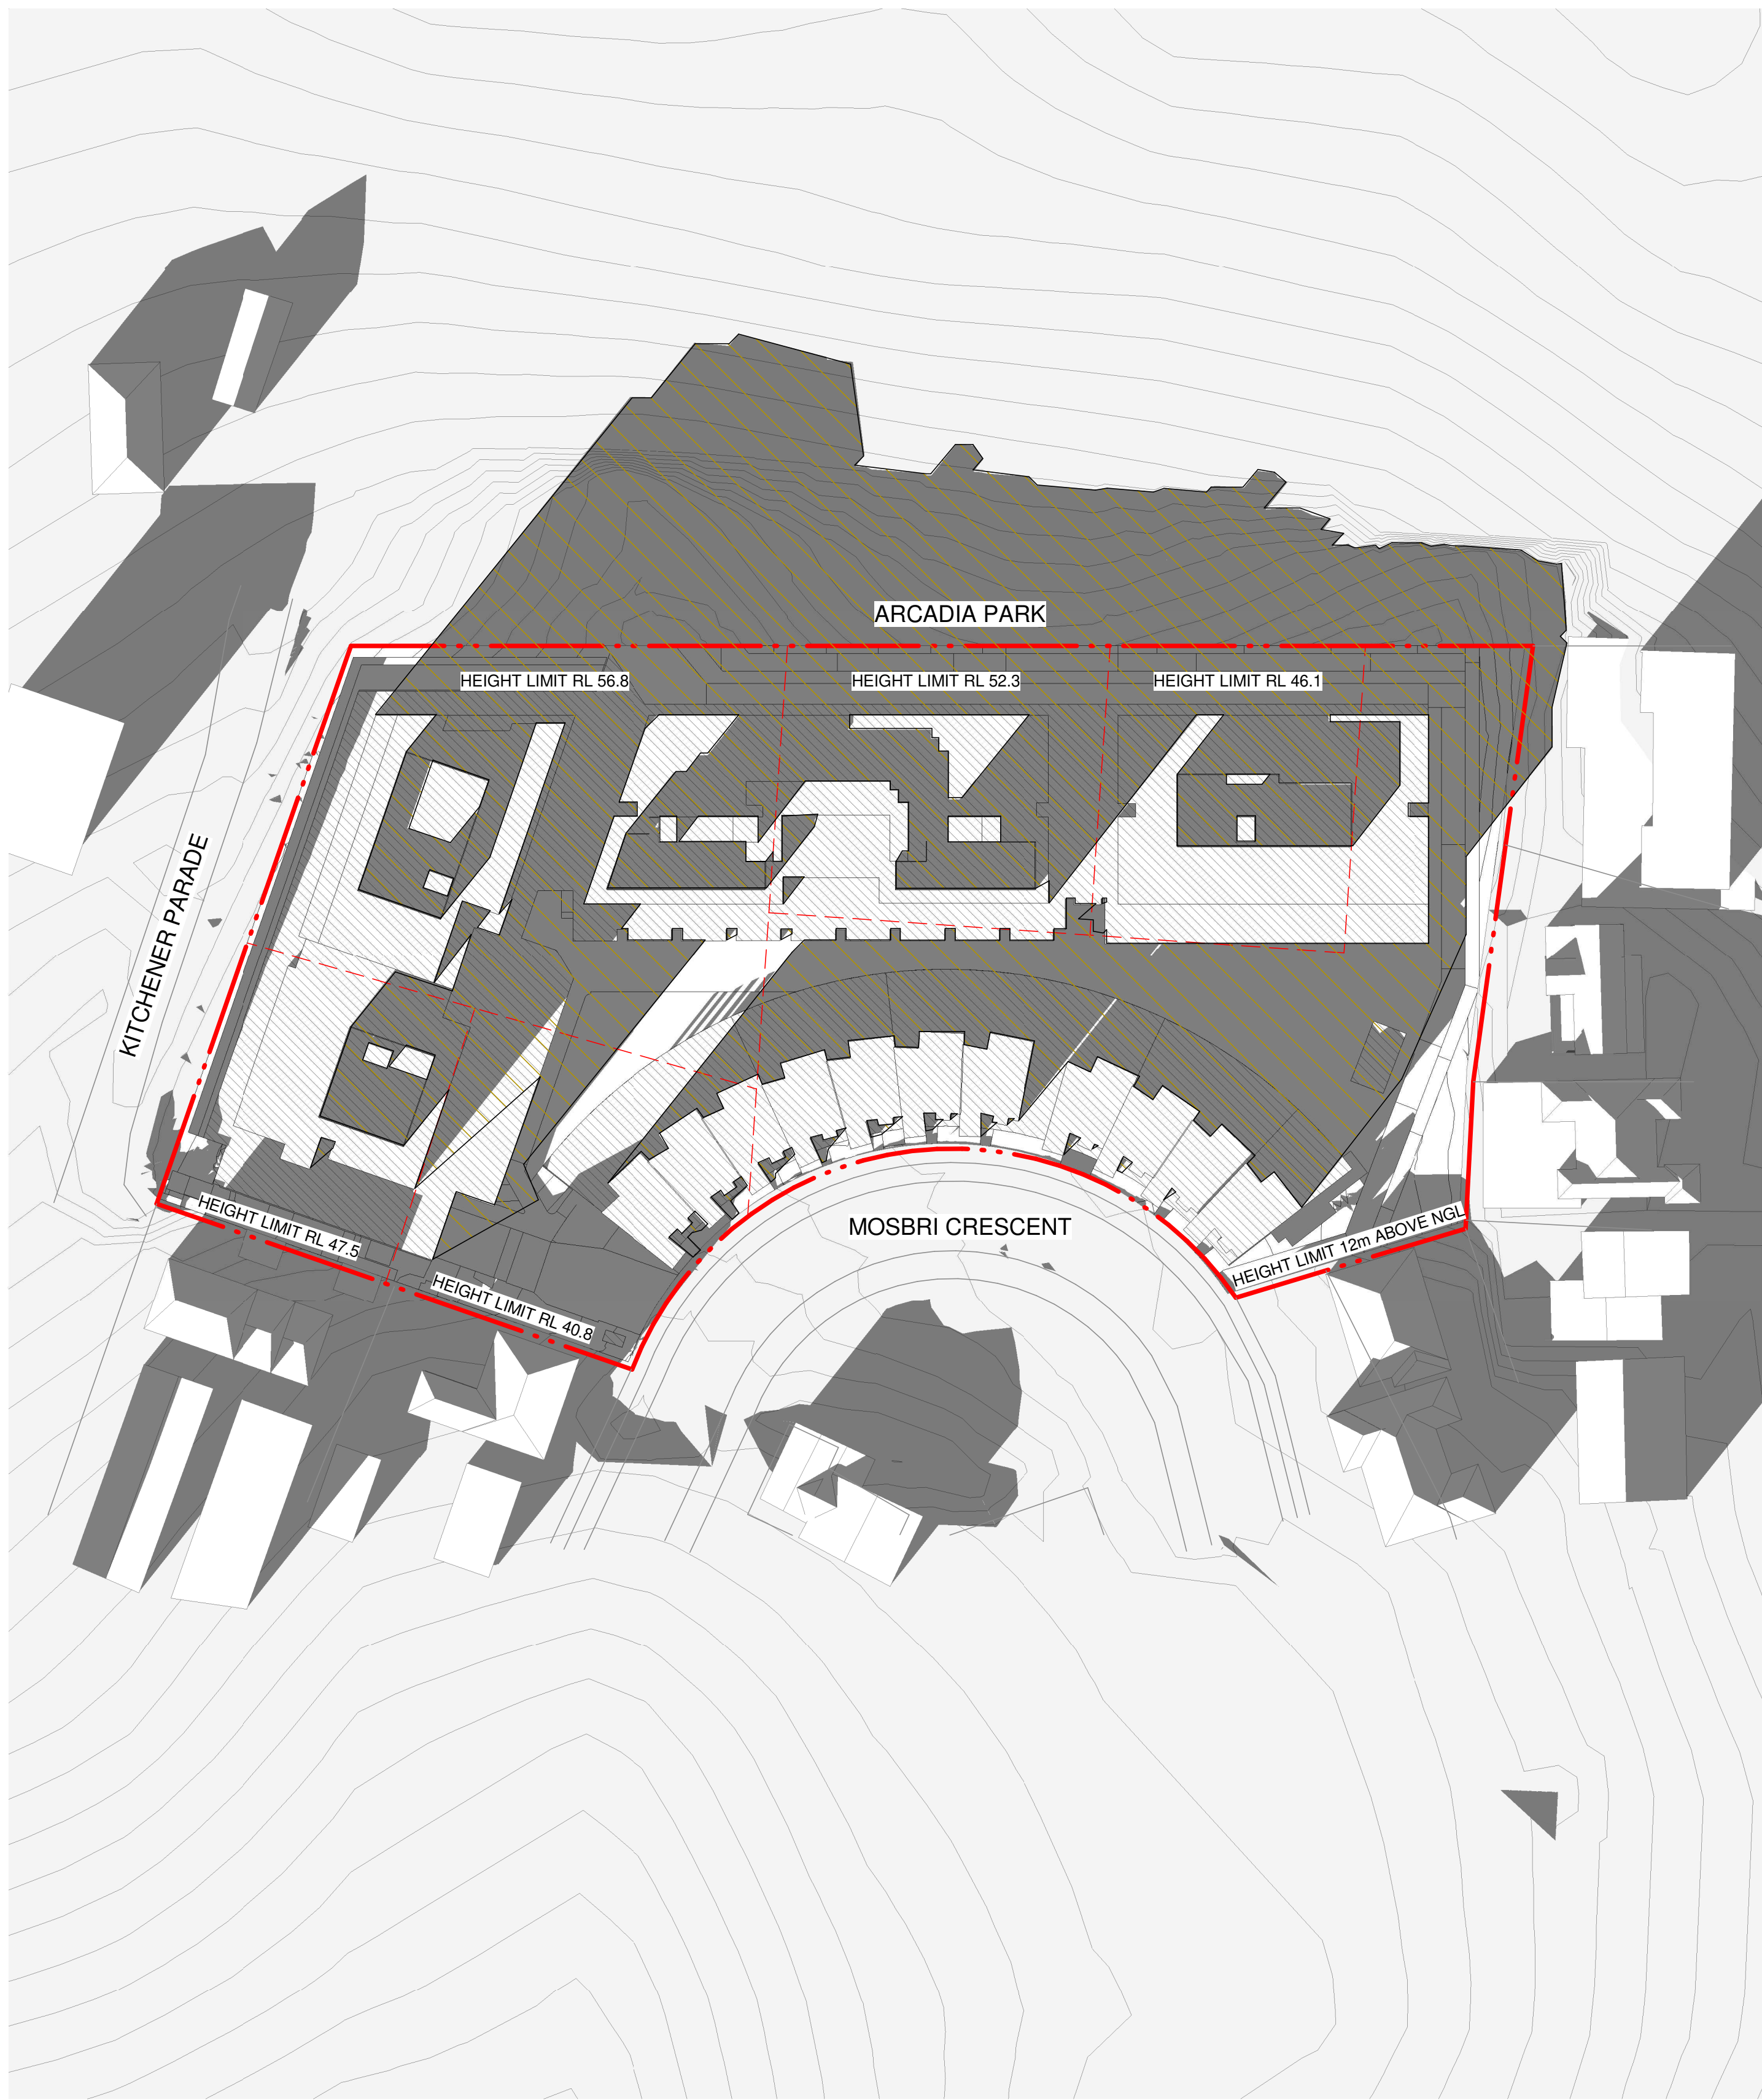 ARCADIA PARK
HEIGHT LIMIT RL 56.8
HEIGHT LIMIT RL 52.3
HEIGHT LIMIT RL 46.1
KITCHENER PARADE
HEIGHT LIMIT RL 47.5
MOSBRI CRESCENT
HEIGHT LIMIT 12m ABOVE NGL
HEIGHT LIMIT RL 40.8